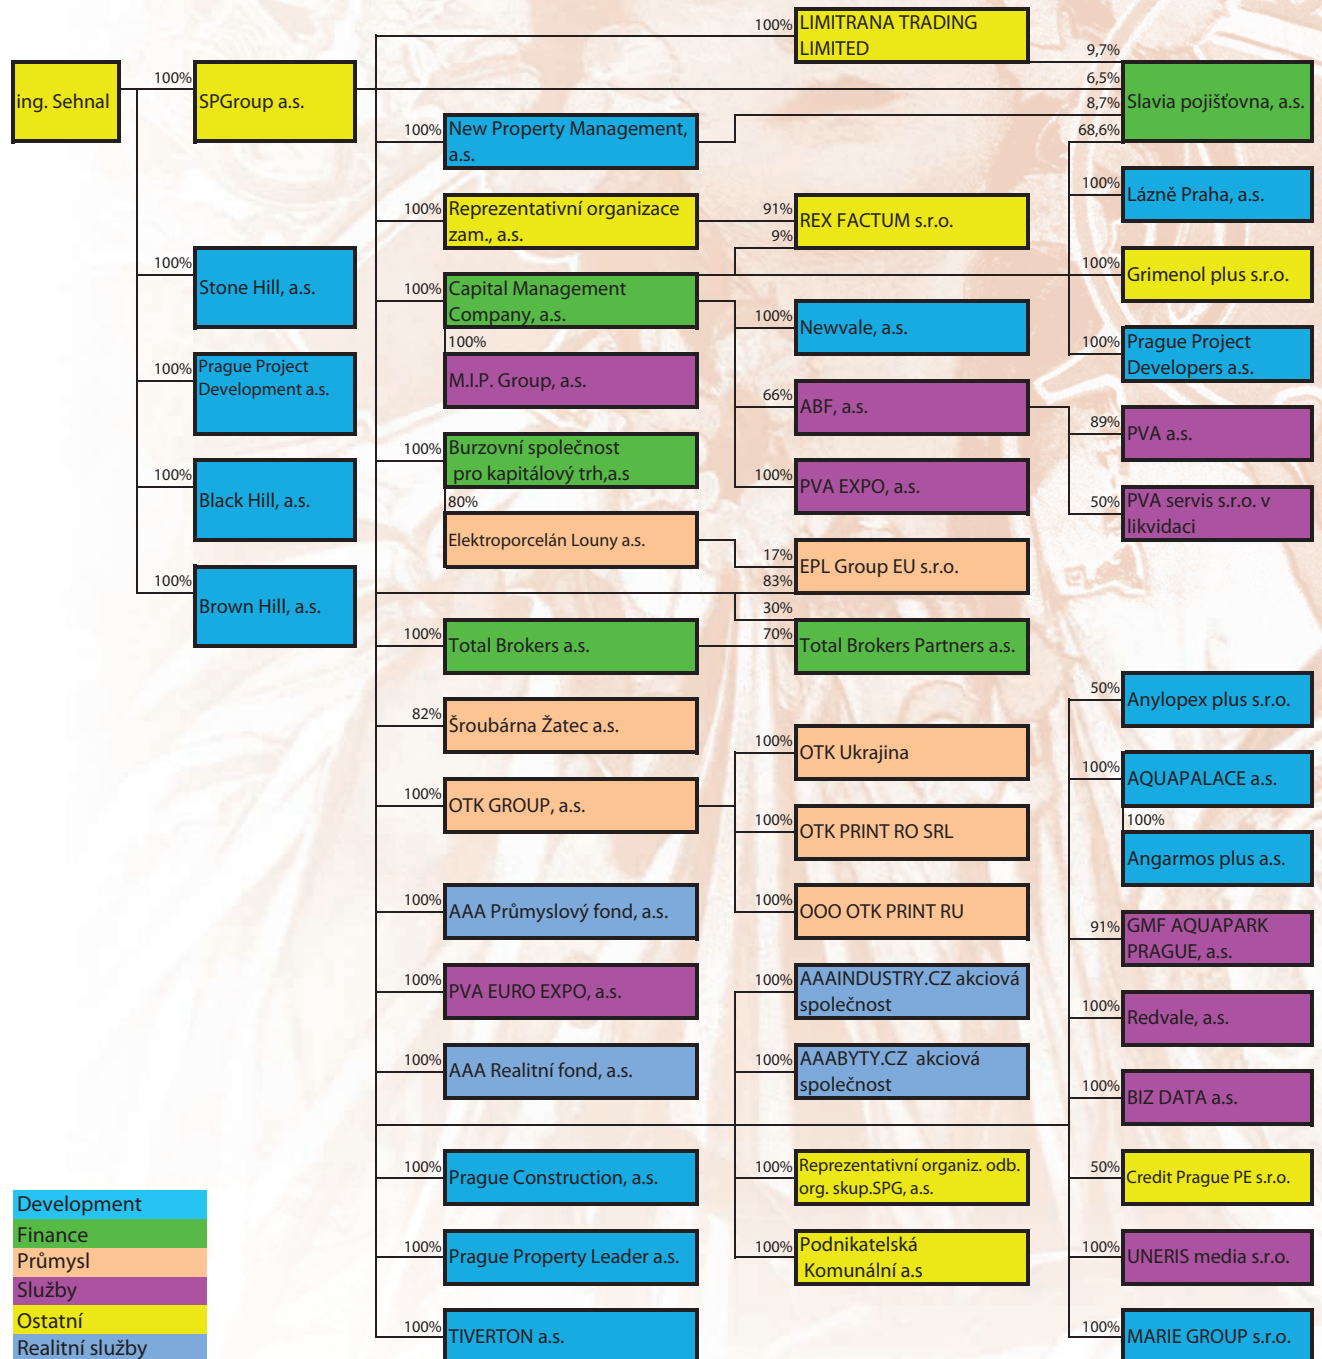 100%
LIMITRANA TRADING
LIMITED
9,7%
ing. Sehnal
100%
SPGroup a.s.
6,5%
8,7%
68,6%
Slavia pojišťovna, a.s.
100%
New Property Management,
a.s.
100%
Lázně Praha, a.s.
100%
Reprezentativní organizace
zam., a.s.
91%
9%
REX FACTUM s.r.o.
100%
Stone Hill, a.s.
100%
Capital Management
Company, a.s.
100%
Grimenol plus s.r.o.
100%
Newvale, a.s.
100%
Prague Project
Developers a.s.
100%
Prague Project
Development a.s.
100%
M.I.P. Group, a.s.
66%
ABF, a.s.
89%
PVA a.s.
100%
Burzovní společnost
pro kapitálový trh,a.s
100%
PVA EXPO, a.s.
50%
PVA servis s.r.o. v
likvidaci
100%
Black Hill, a.s.
80%
Elektroporcelán Louny a.s.
17%
83%
EPL Group EU s.r.o.
100%
Brown Hill, a.s.
30%
70%
Total Brokers Partners a.s.
100%
Total Brokers a.s.
82%
Šroubárna Žatec a.s.
50%
Anylopex plus s.r.o.
100%
OTK Ukrajina
100%
AQUAPALACE a.s.
100%
OTK GROUP, a.s.
100%
OTK PRINT RO SRL
100%
Angarmos plus a.s.
100%
AAA Průmyslový fond, a.s.
100%
OOO OTK PRINT RU
91%
GMF AQUAPARK
PRAGUE, a.s.
100%
PVA EURO EXPO, a.s.
100%
AAAINDUSTRY.CZ akciová
společnost
100%
Redvale, a.s.
100%
AAA Realitní fond, a.s.
100%
AAABYTY.CZ akciová
společnost
100%
BIZ DATA a.s.
100%
Prague Construction, a.s.
100%
Reprezentativní organiz. odb.
org. skup.SPG, a.s.
50%
Credit Prague PE s.r.o.
100%
Prague Property Leader a.s.
100%
Podnikatelská
Komunální a.s
100%
UNERIS media s.r.o.
100%
TIVERTON a.s.
100%
MARIE GROUP s.r.o.
Development
Finance
Průmysl
Služby
Ostatní
Realitní služby